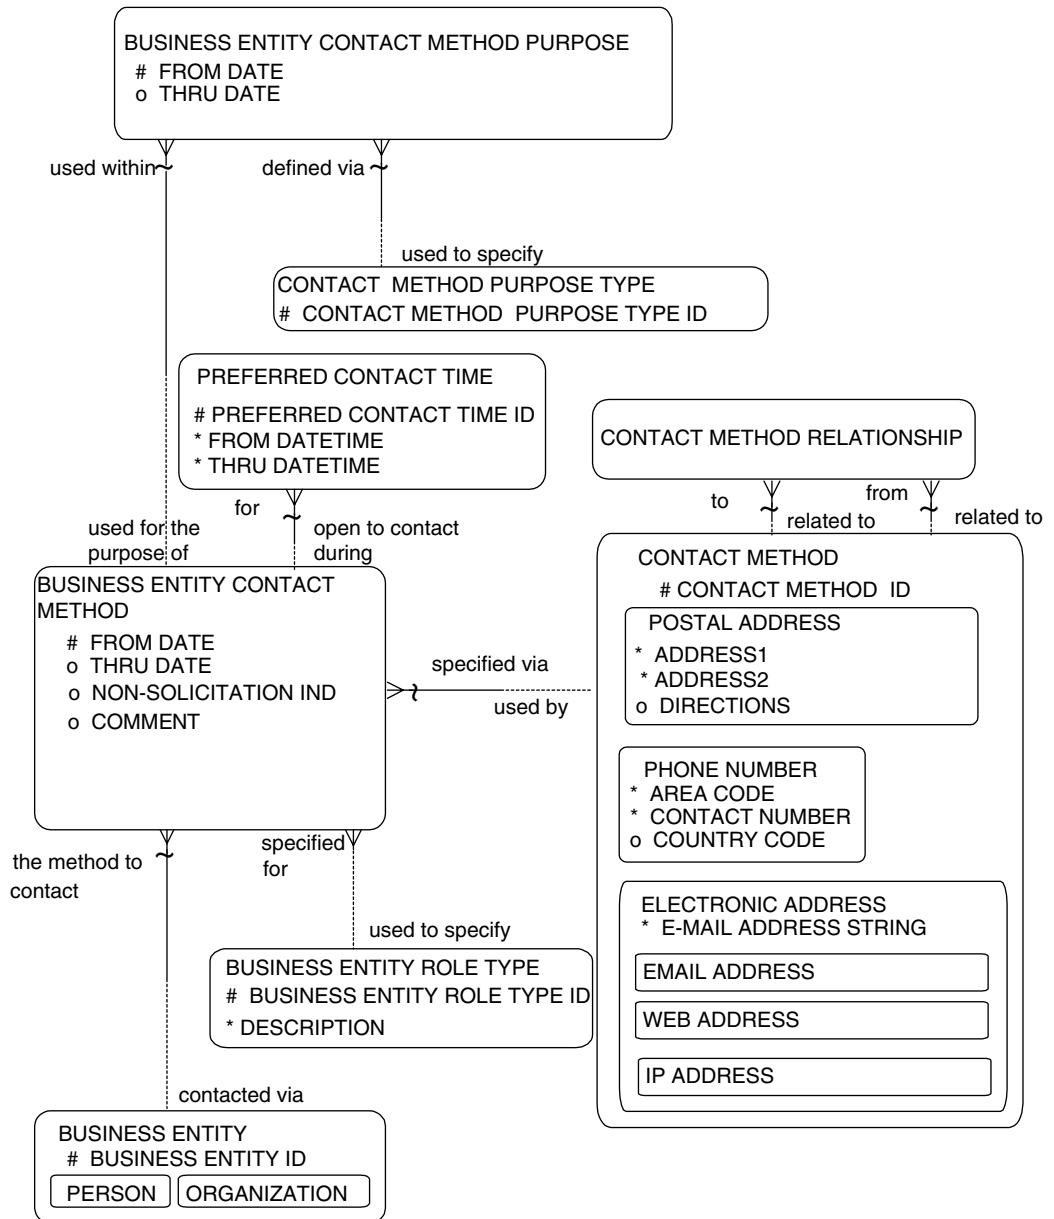 BUSINESS ENTITY CONTACT METHOD PURPOSE
# FROM DATE
o THRU DATE
used within
defined via
used to specify
CONTACT METHOD PURPOSE TYPE
# CONTACT METHOD PURPOSE TYPE ID
PREFERRED CONTACT TIME
# PREFERRED CONTACT TIME ID
* FROM DATETIME
* THRU DATETIME
CONTACT METHOD RELATIONSHIP
for
open to contact
during
used for the
purpose of
to
from
related to
related to
BUSINESS ENTITY CONTACT
METHOD
# FROM DATE
o THRU DATE
o NON-SOLICITATION IND
o COMMENT
specified via
used by
CONTACT METHOD
# CONTACT METHOD ID
POSTAL ADDRESS
* ADDRESS1
* ADDRESS2
o DIRECTIONS
PHONE NUMBER
* AREA CODE
* CONTACT NUMBER
o COUNTRY CODE
ELECTRONIC ADDRESS
* E-MAIL ADDRESS STRING
EMAIL ADDRESS
WEB ADDRESS
IP ADDRESS
the method to
contact
specified
for
used to specify
BUSINESS ENTITY ROLE TYPE
# BUSINESS ENTITY ROLE TYPE ID
* DESCRIPTION
contacted via
BUSINESS ENTITY
# BUSINESS ENTITY ID
PERSON
ORGANIZATION